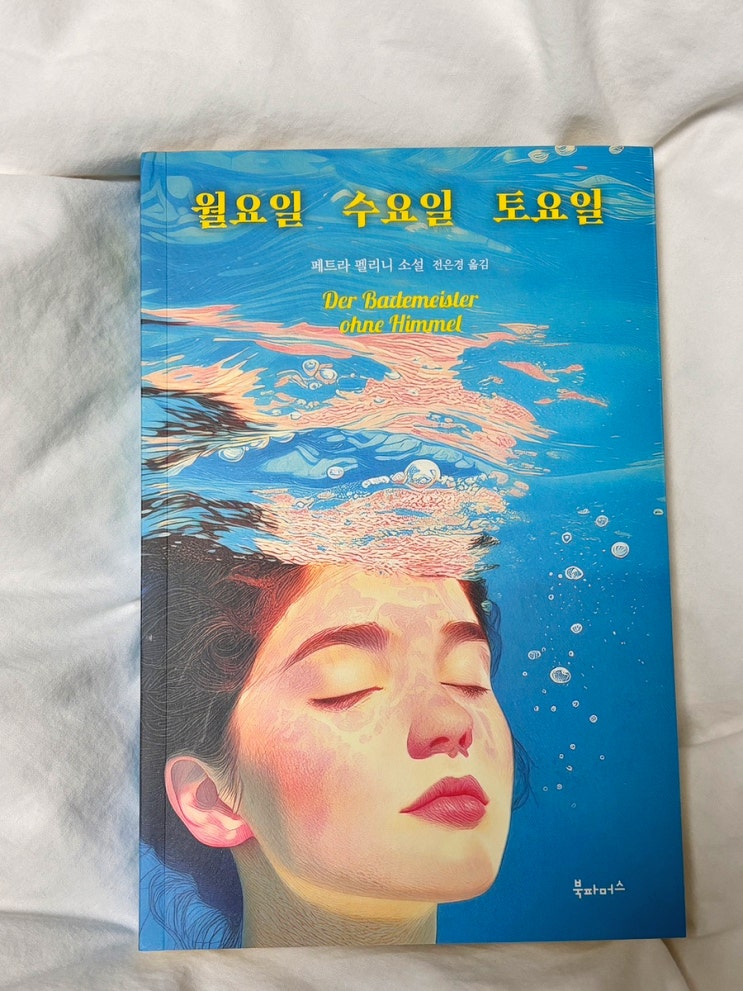 월요일 수요일 토요일
페트라 펠리니 소설 전은경 옮김
Der Bademeister
ohne Himmel
북파머스